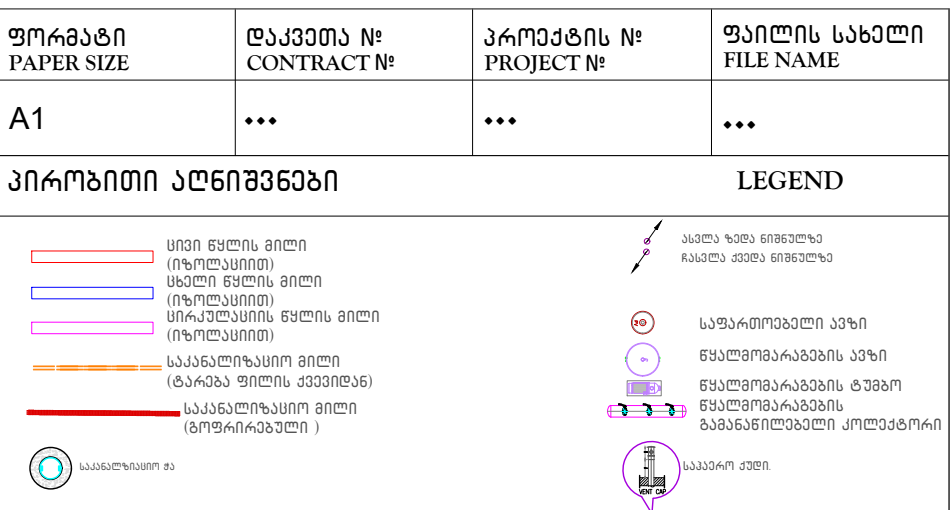 ფორმატი
PAPER SIZE
დაკვეთა №
CONTRACT №
პროექტის №
PROJECT №
ფაილის სახელი
FILE NAME
A1
პირობითი აღნიშვნები
LEGEND
ცივი წყლის მილი
(იზოლაციით)
ცხელი წყლის მილი
(იზოლაციით)
ცირკულაციის წყლის მილი
(იზოლაციით)
საკანალიზაციო მილი
(ტარება ფილის ქვევიდან)
საკანალიზაციო მილი
(გოფრირებული )
საკანალზიაციო ჭა
ასვლა ზედა ნიშნულზე
ჩასვლა ქვედა ნიშნულზე
საფართოებელი ავზი
წყალმომარაგების ავზი
წყალმომარაგების ტუმბო
წყალმომარაგების
გამანაწილებელი კოლექტორი
VENT CAP
საჰაერო ქუდი.